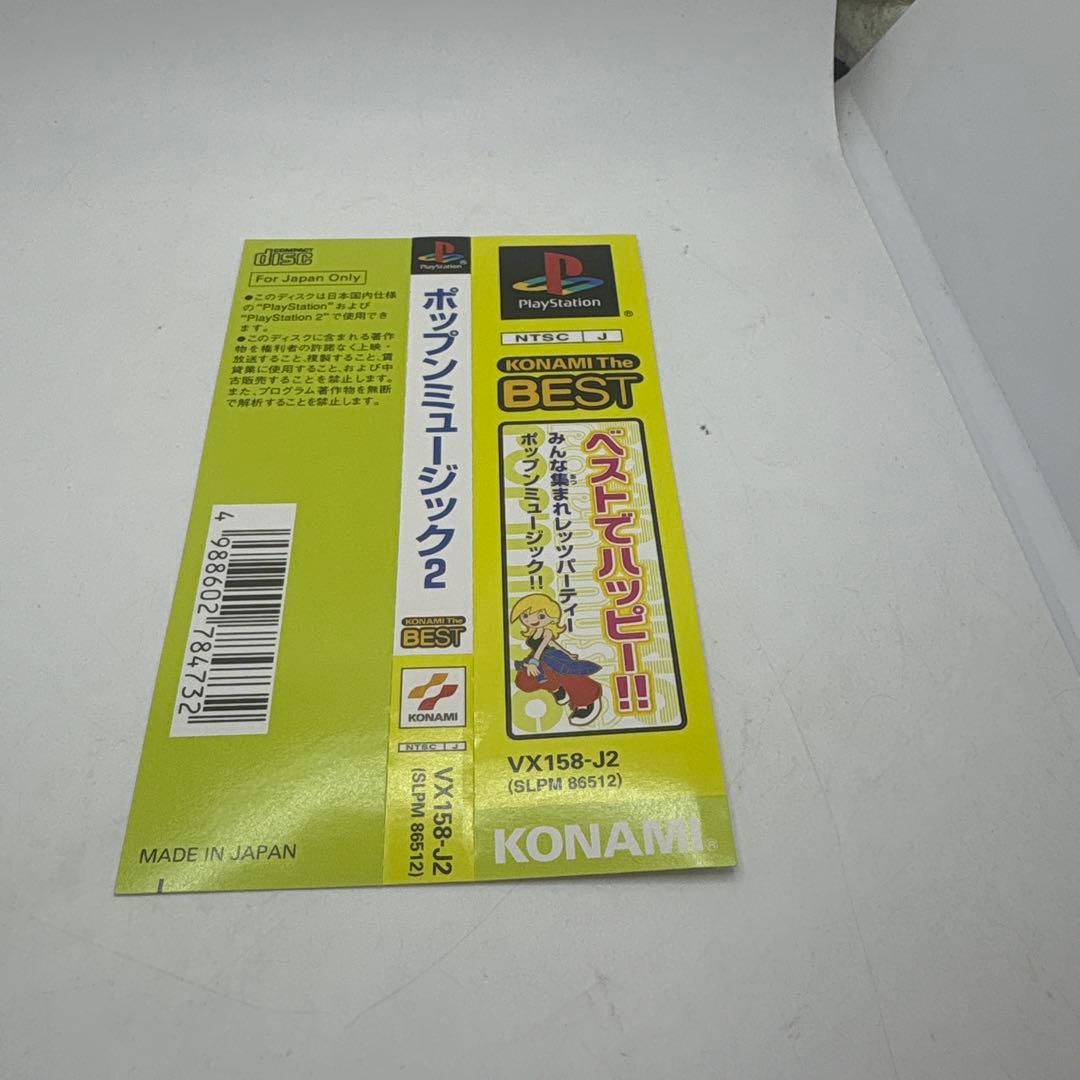 COMPACT
disc
For Japan Only
●このディスクは日本国内仕様
の"PlayStation"および
"PlayStation 2"で使用でき
ます。
●このディスクに含まれる著作
物を権利者の許諾なく上映・
放送すること、複製すること、賃
貸業に使用すること、および中
古販売することを禁止します。
また、プログラム著作物を無断
で解析することを禁止します。
4 988602 784732
MADE IN JAPAN
PlayStation®
ポップンミュージック2
KONAMI The
BEST
KONAMI
NTSC J
VX158-J2
(SLPM 86512)
PlayStation
®
NTSC J
KONAMI The
BEST
ベストでハッピー!!
みんな集まれレッツパーティー
あつ
ポップンミュージック!!
VX158-J2
(SLPM 86512)
KONAMI®